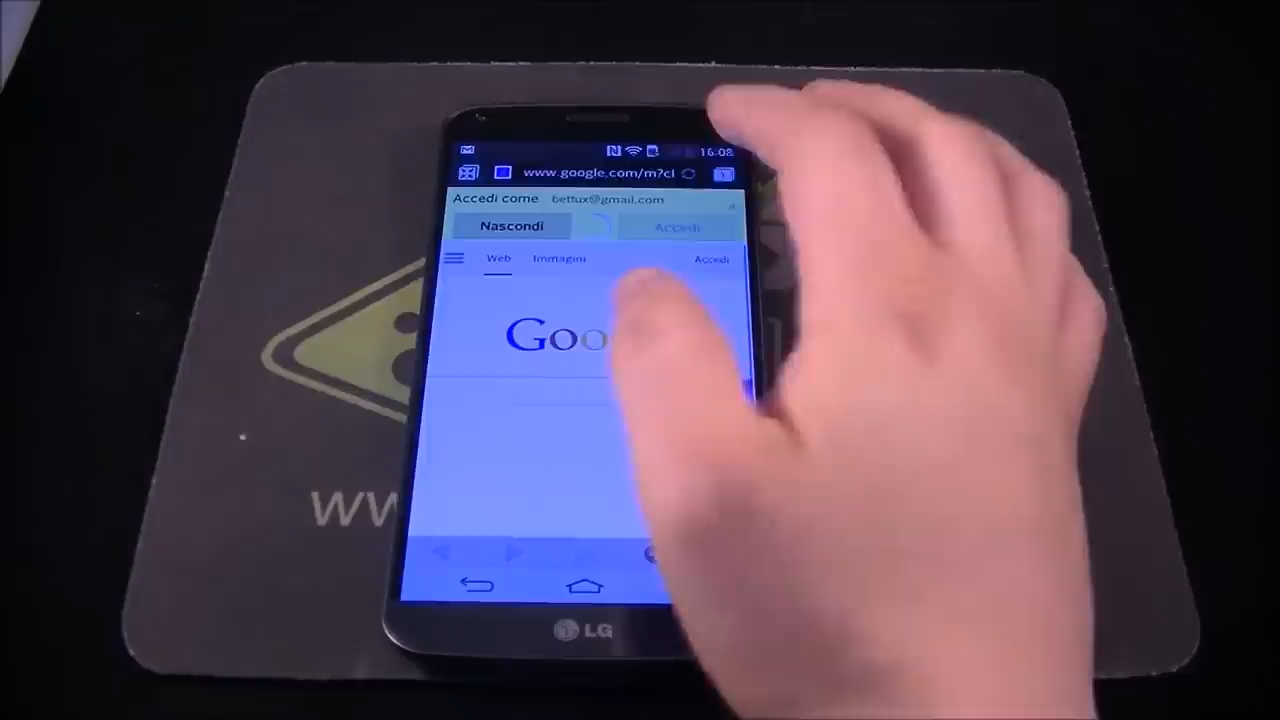 16:08
www.google.com/m?cl
1
Accedi come bettux@gmail.com
Nascondi Accedi
Web Immagini Accedi
Goo
ww
LG